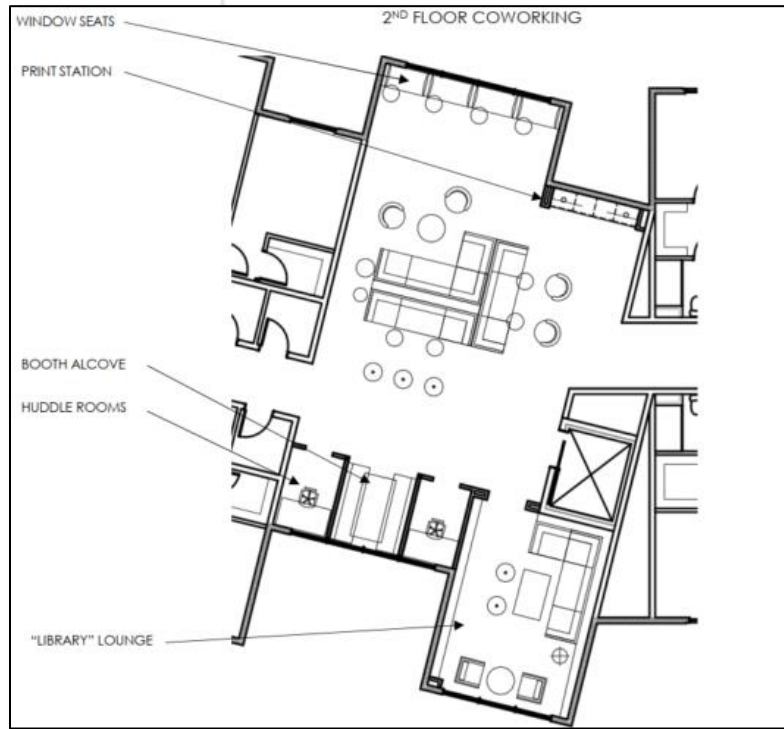 2ND FLOOR COWORKING
WINDOW SEATS
PRINT STATION
BOOTH ALCOVE
HUDDLE ROOMS
"LIBRARY" LOUNGE